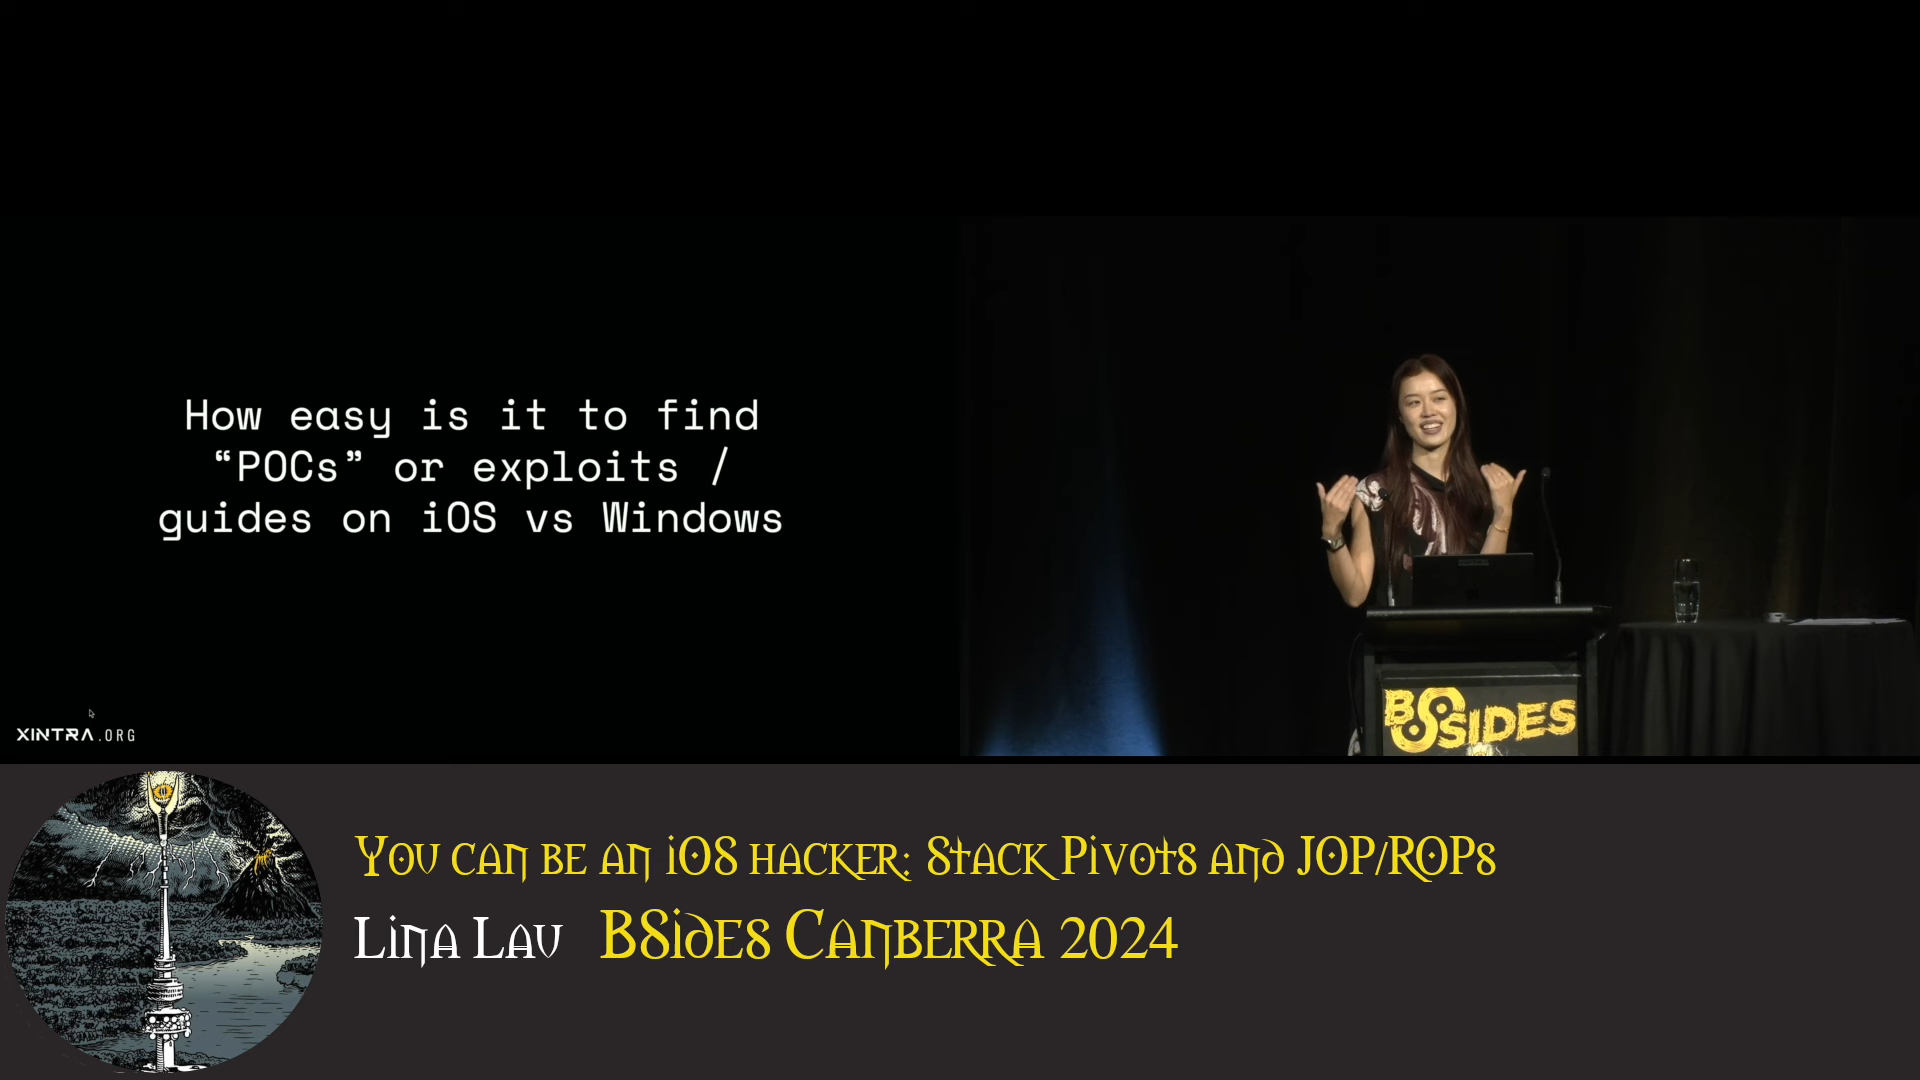 How easy is it to find
“POCs” or exploits /
guides on iOS vs Windows
XINTRA.ORG
BSIDES
You can be an iOS hacker: Stack Pivots and JOP/ROPs
Lina Lau BSides Canberra 2024